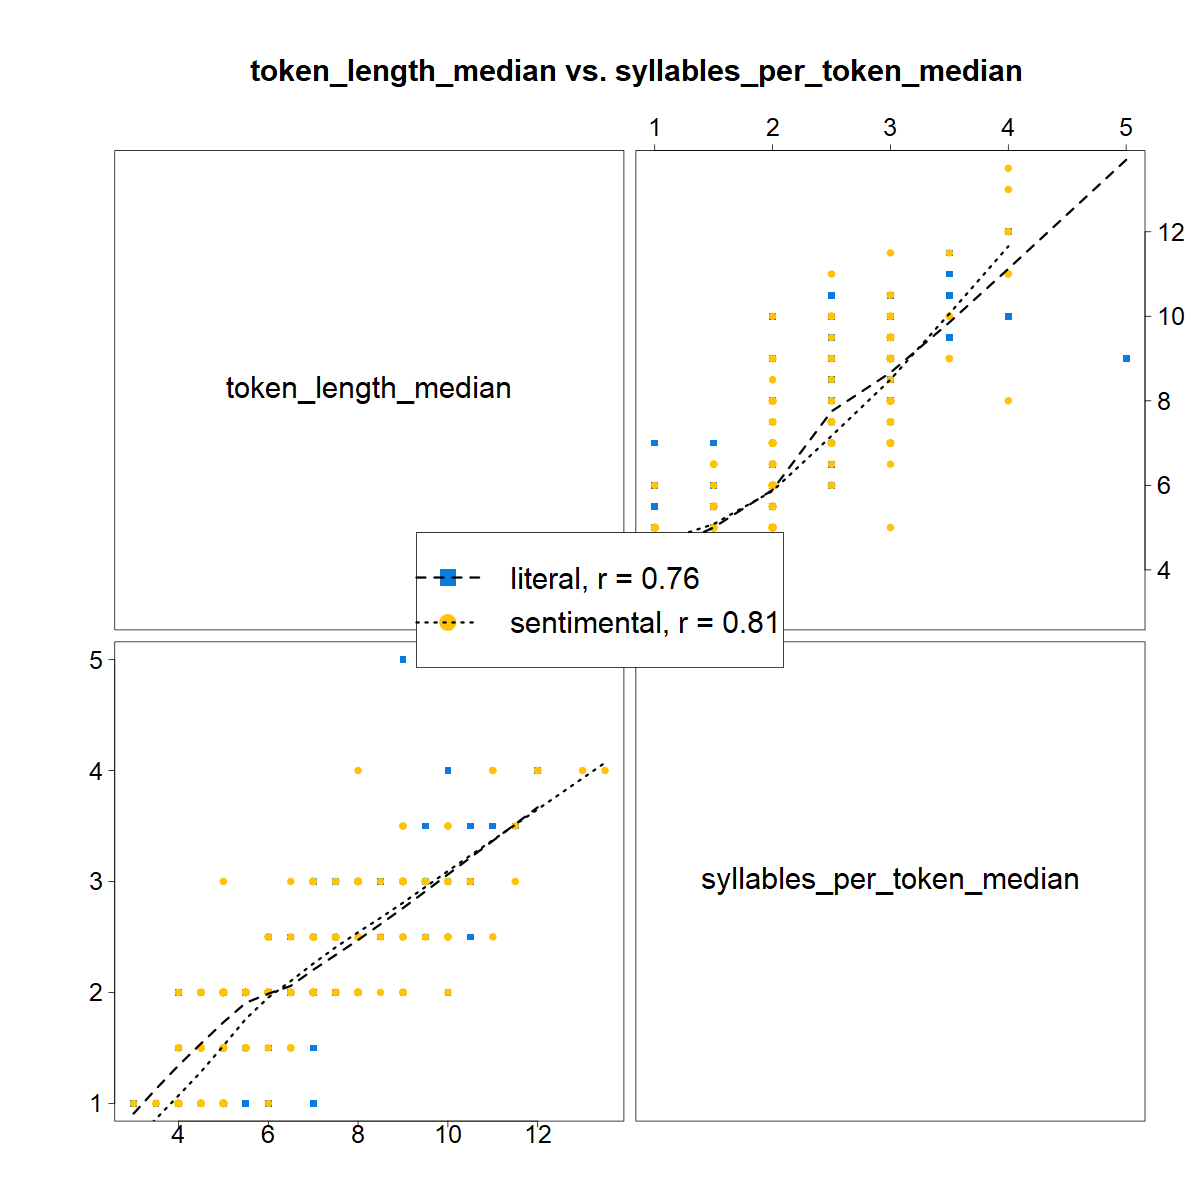 token_length_median vs. syllables_per_token_median
1 2 3 4 5
token_length_median
12
10
8
6
4
literal, r = 0.76
sentimental, r = 0.81
5
4
3
2
1
syllables_per_token_median
4 6 8 10 12